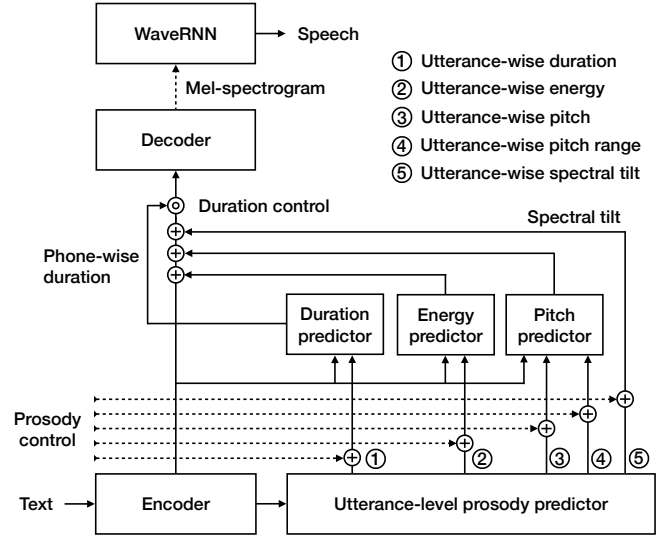 WaveRNN
Speech
Mel-spectrogram
① Utterance-wise duration
② Utterance-wise energy
③ Utterance-wise pitch
④ Utterance-wise pitch range
⑤ Utterance-wise spectral tilt
Decoder
Duration control
Spectral tilt
Phone-wise
duration
Duration
predictor
Energy
predictor
Pitch
predictor
Prosody
control
① ② ③ ④ ⑤
Text
Encoder
Utterance-level prosody predictor